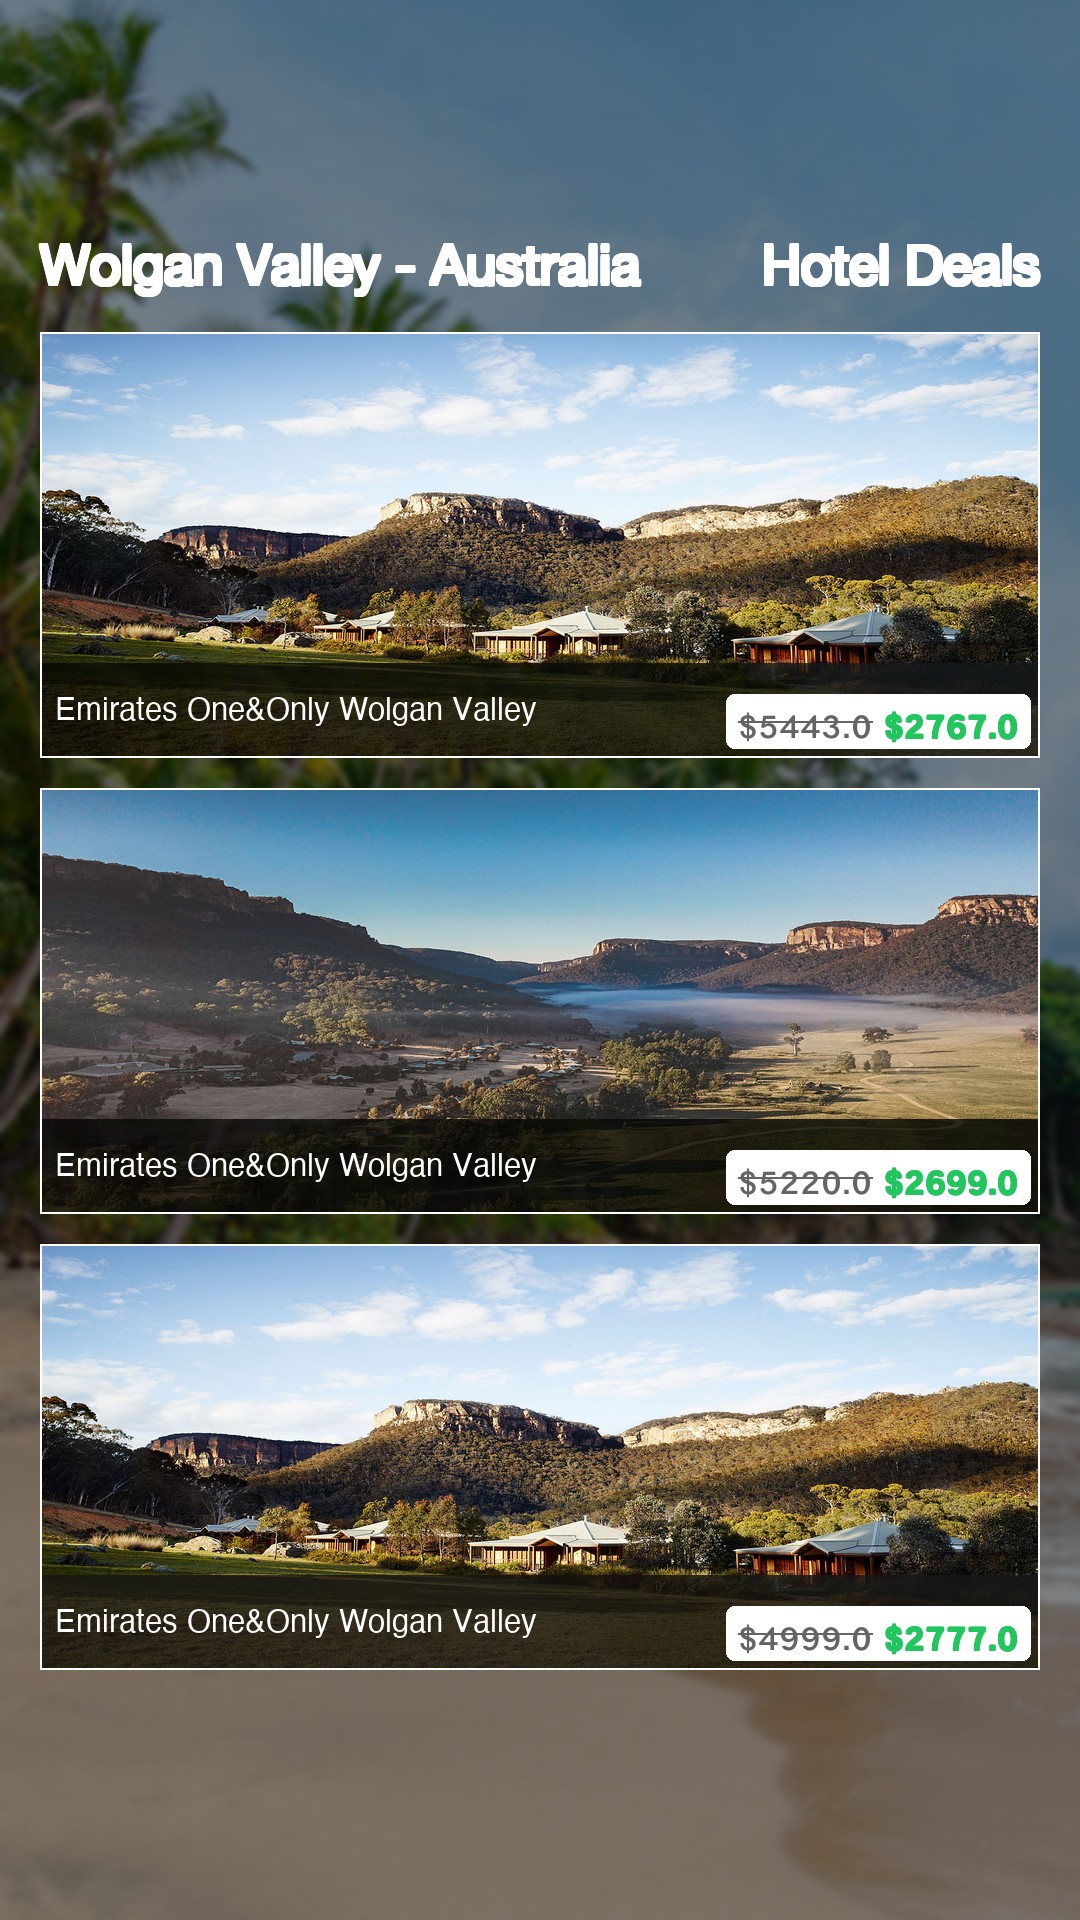 Wolgan Valley - Australia Hotel Deals
Emirates One&Only Wolgan Valley
$5443.0 $2767.0
Emirates One&Only Wolgan Valley
$5220.0 $2699.0
Emirates One&Only Wolgan Valley
$4999.0 $2777.0